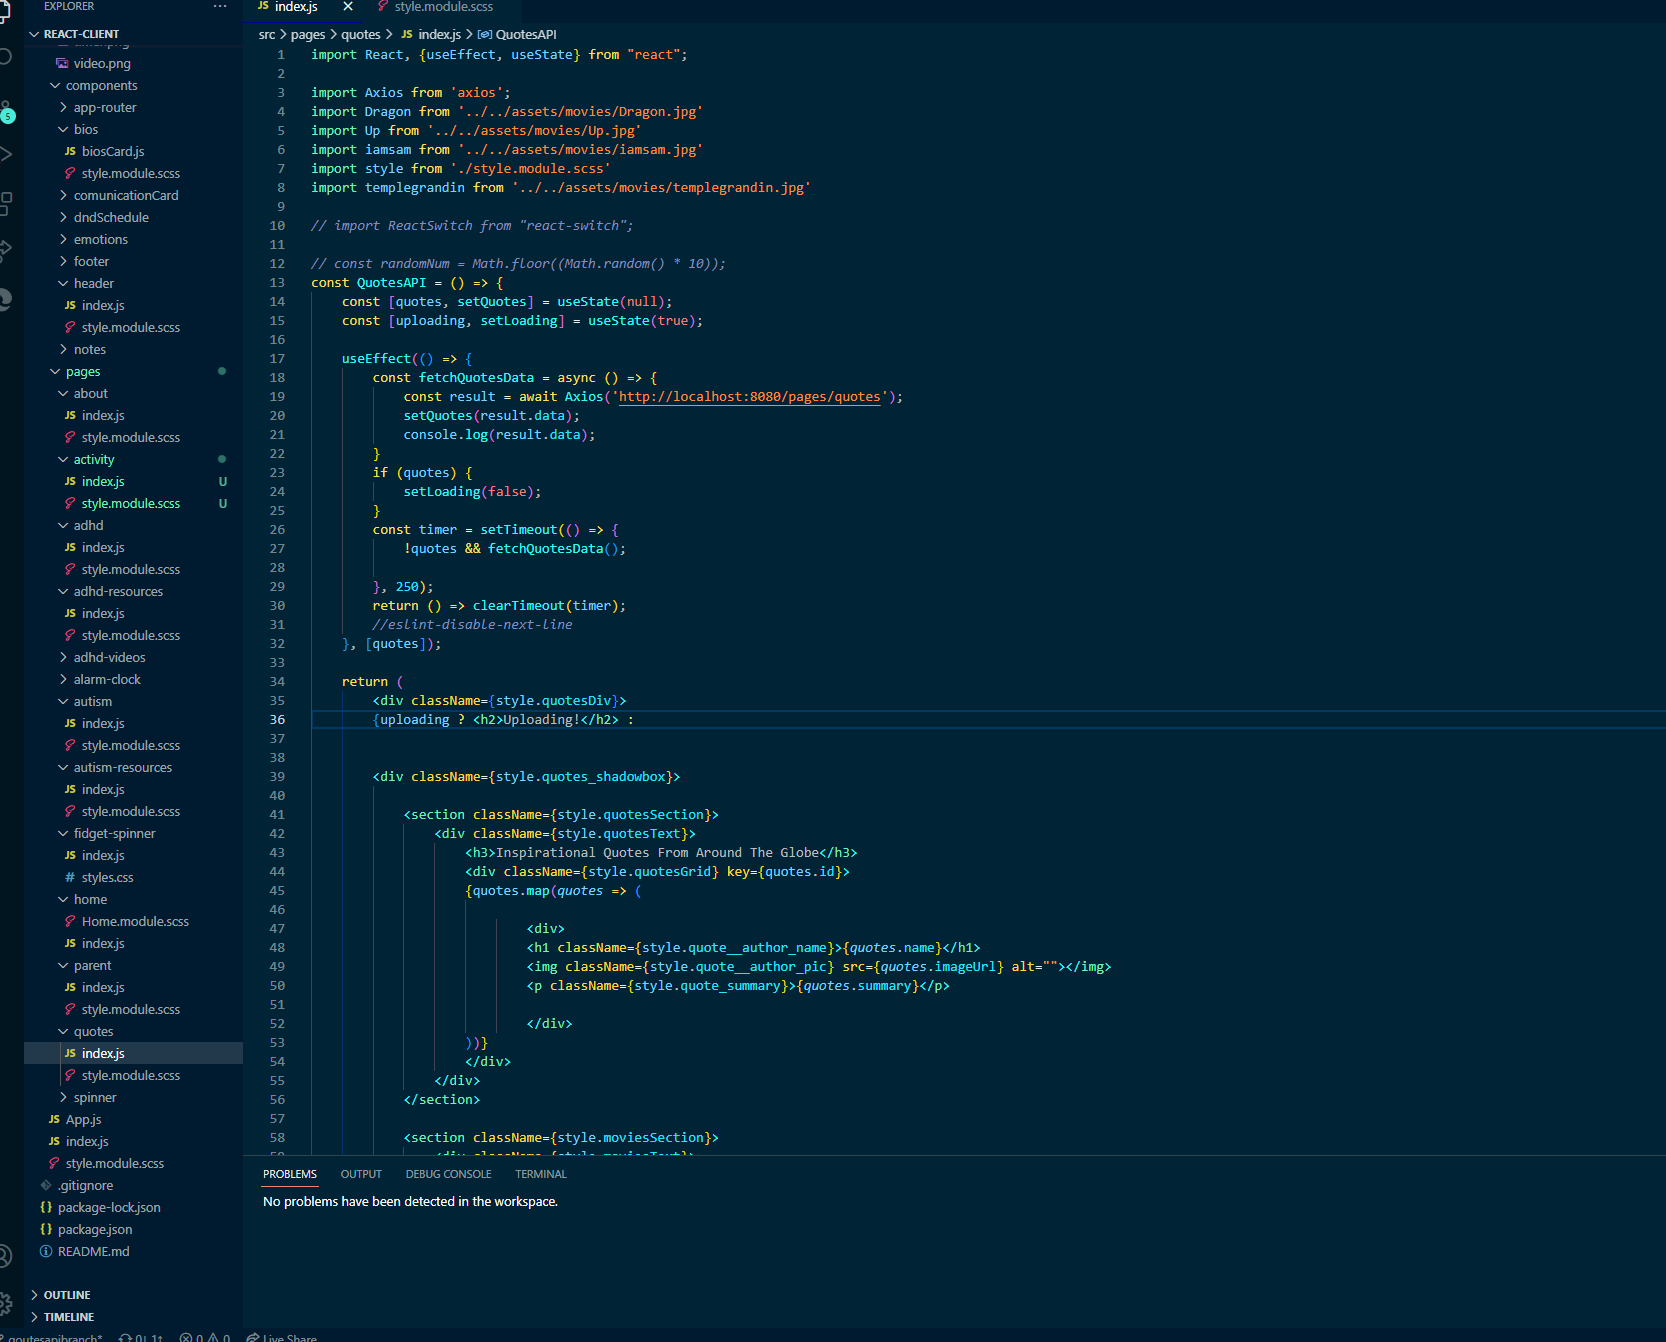 EXPLORER
···
REACT-CLIENT
video.png
components
app-router
bios
JS biosCard.js
style.module.scss
comunicationCard
dndSchedule
emotions
footer
header
JS index.js
style.module.scss
notes
pages
about
JS index.js
style.module.scss
activity
JS index.js U
style.module.scss U
adhd
JS index.js
style.module.scss
adhd-resources
JS index.js
style.module.scss
adhd-videos
alarm-clock
autism
JS index.js
style.module.scss
autism-resources
JS index.js
style.module.scss
fidget-spinner
JS index.js
# styles.css
home
Home.module.scss
JS index.js
parent
JS index.js
style.module.scss
quotes
JS index.js
style.module.scss
spinner
JS App.js
JS index.js
style.module.scss
.gitignore
{} package-lock.json
{} package.json
README.md
OUTLINE
TIMELINE
5
JS index.js ×
style.module.scss
src > pages > quotes > JS index.js > QuotesAPI
1 import React, {useEffect, useState} from "react";
2
3 import Axios from 'axios';
4 import Dragon from '../../assets/movies/Dragon.jpg'
5 import Up from '../../assets/movies/Up.jpg'
6 import iamsam from '../../assets/movies/iamsam.jpg'
7 import style from './style.module.scss'
8 import templegrandin from '../../assets/movies/templegrandin.jpg'
9
10 // import ReactSwitch from "react-switch";
11
12 // const randomNum = Math.floor((Math.random() * 10));
13 const QuotesAPI = () => {
14 const [quotes, setQuotes] = useState(null);
15 const [uploading, setLoading] = useState(true);
16
17 useEffect(() => {
18 const fetchQuotesData = async () => {
19 const result = await Axios('http://localhost:8080/pages/quotes');
20 setQuotes(result.data);
21 console.log(result.data);
22 }
23 if (quotes) {
24 setLoading(false);
25 }
26 const timer = setTimeout(() => {
27 !quotes && fetchQuotesData();
28
29 }, 250);
30 return () => clearTimeout(timer);
31 //eslint-disable-next-line
32 }, [quotes]);
33
34 return (
35 <div className={style.quotesDiv}>
36 {uploading ? <h2>Uploading!</h2> :
37
38
39 <div className={style.quotes_shadowbox}>
40
41 <section className={style.quotesSection}>
42 <div className={style.quotesText}>
43 <h3>Inspirational Quotes From Around The Globe</h3>
44 <div className={style.quotesGrid} key={quotes.id}>
45 {quotes.map(quotes => (
46
47 <div>
48 <h1 className={style.quote__author_name}>{quotes.name}</h1>
49 <img className={style.quote__author_pic} src={quotes.imageUrl} alt=""></img>
50 <p className={style.quote_summary}>{quotes.summary}</p>
51
52 </div>
53 ))}
54 </div>
55 </div>
56 </section>
57
58 <section className={style.moviesSection}>
PROBLEMS OUTPUT DEBUG CONSOLE TERMINAL
No problems have been detected in the workspace.
Live Share